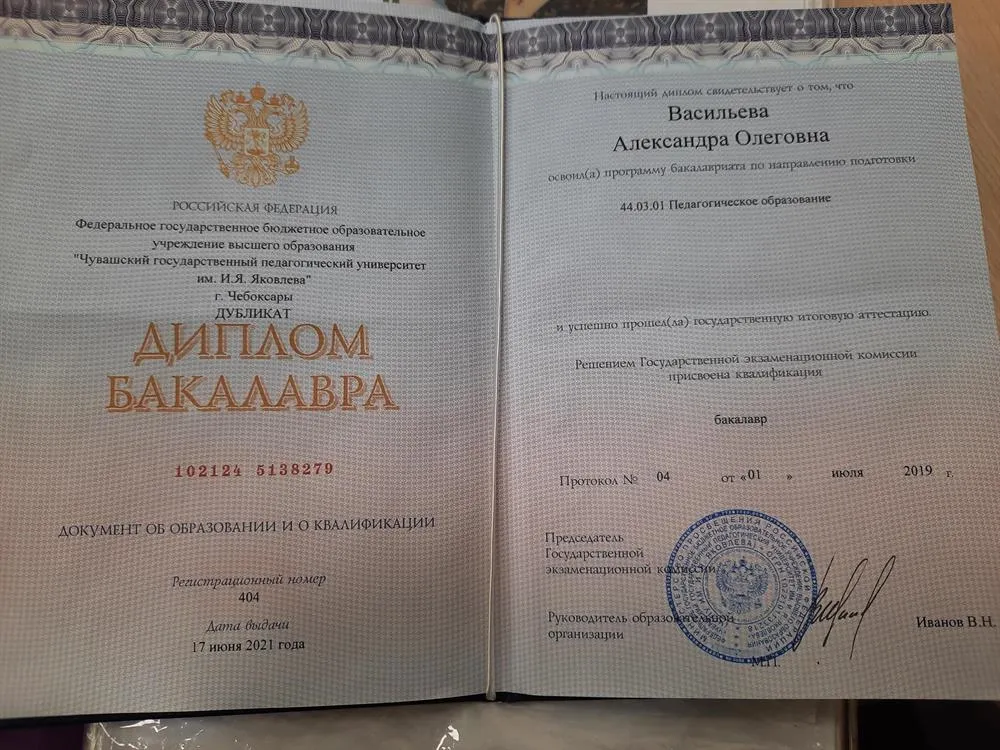 РОССИЙСКАЯ ФЕДЕРАЦИЯ
Федеральное государственное бюджетное образовательное
учреждение высшего образования
"Чувашский государственный педагогический университет
им. И.Я. Яковлева"
г. Чебоксары
ДУБЛИКАТ
ДИПЛОМ
БАКАЛАВРА
102124 5138279
ДОКУМЕНТ ОБ ОБРАЗОВАНИИ И О КВАЛИФИКАЦИИ
Регистрационный номер
404
Дата выдачи
17 июня 2021 года
Настоящий диплом свидетельствует о том, что
Васильева
Александра Олеговна
освоил(а) программу бакалавриата по направлению подготовки
44.03.01 Педагогическое образование
и успешно прошел(ла) государственную итоговую аттестацию
Решением Государственной экзаменационной комиссии
присвоена квалификация
бакалавр
Протокол № 04 от «01 » июля 2019 г.
Председатель
Государственной
экзаменационной комиссии
Руководитель образовательной
организации
Иванов В.Н.
М.П.